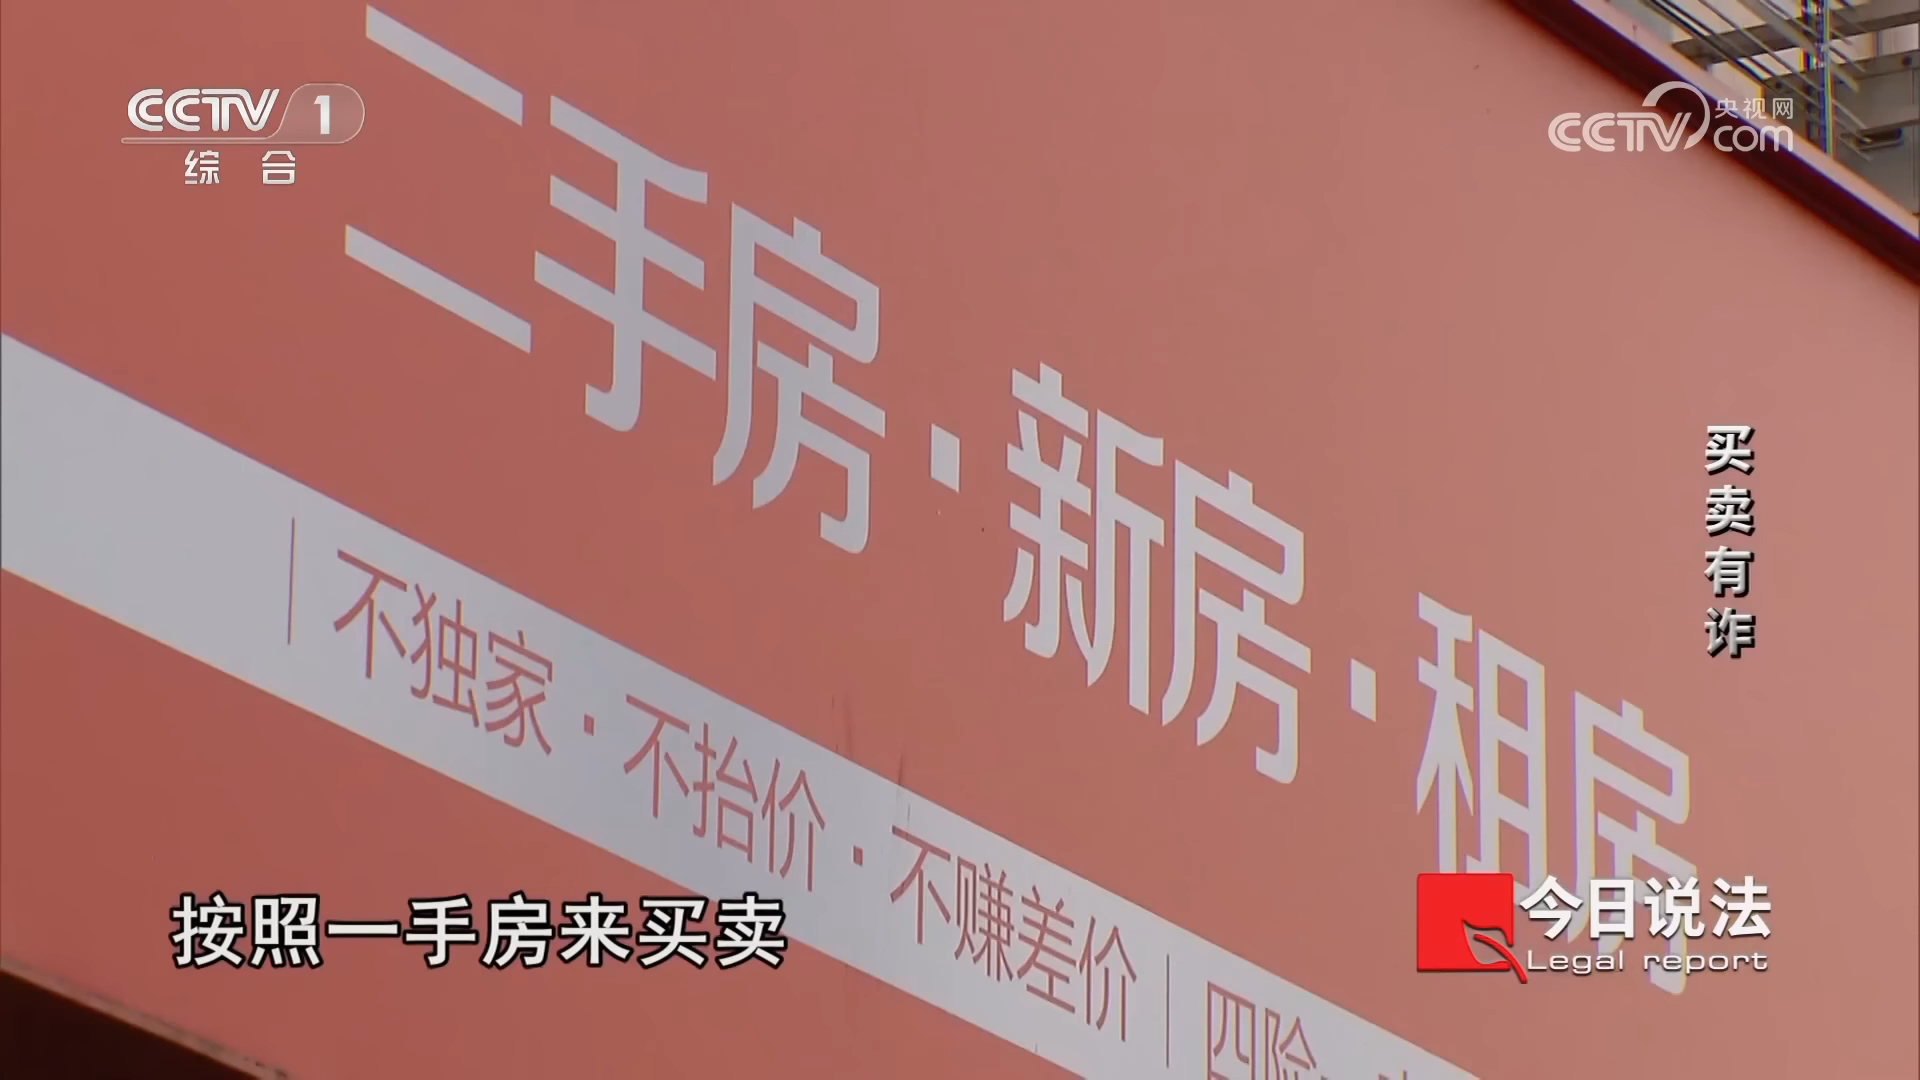 CCTV 1
综合
央视网
CCTV com
二手房·新房·租房
不独家·不抬价·不赚差价
四险
买卖有诈
按照一手房来买卖
今日说法
Legal report